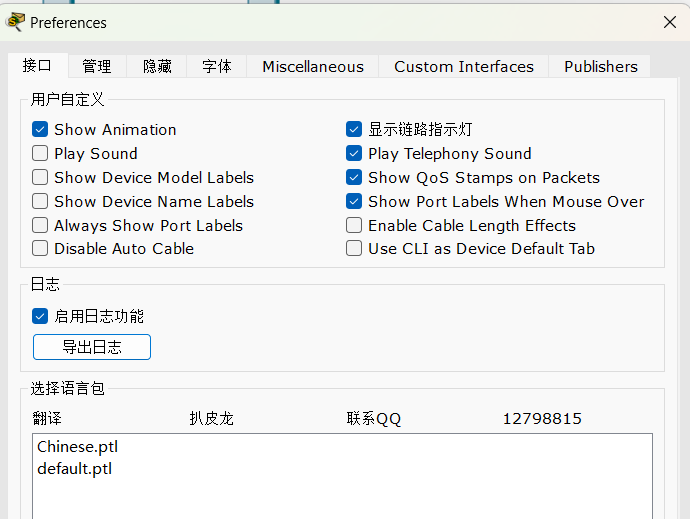 Preferences
接口 管理 隐藏 字体 Miscellaneous Custom Interfaces Publishers
用户自定义
Show Animation 显示链路指示灯
Play Sound Play Telephony Sound
Show Device Model Labels Show QoS Stamps on Packets
Show Device Name Labels Show Port Labels When Mouse Over
Always Show Port Labels Enable Cable Length Effects
Disable Auto Cable Use CLI as Device Default Tab
日志
启用日志功能
导出日志
选择语言包
翻译 扒皮龙 联系QQ 12798815
Chinese.ptl
default.ptl